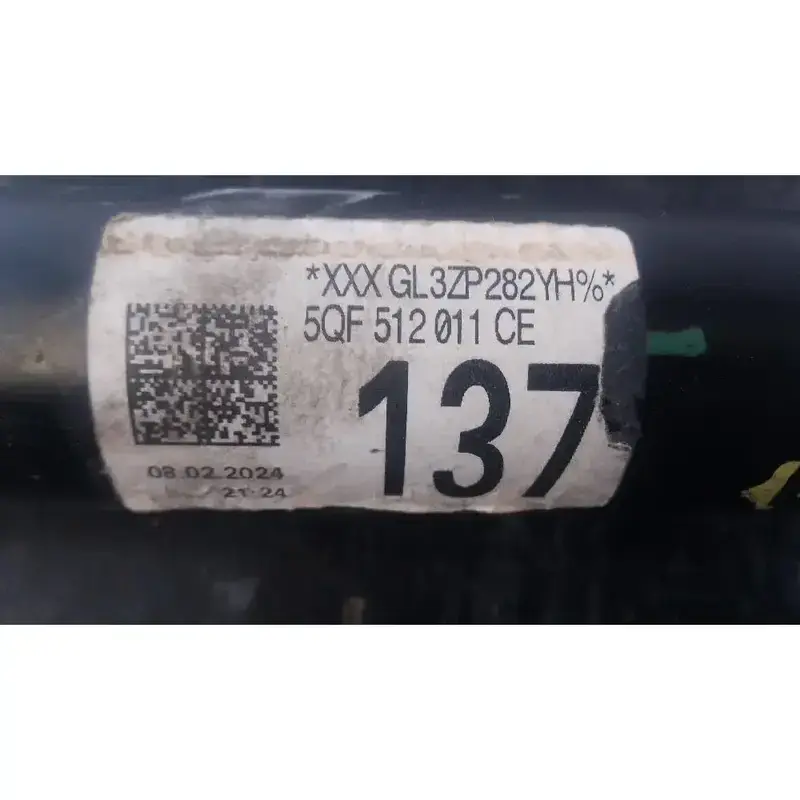 *XXX GL3ZP282YH%*
5QF 512 011 CE
137
08.02.2024
21:24